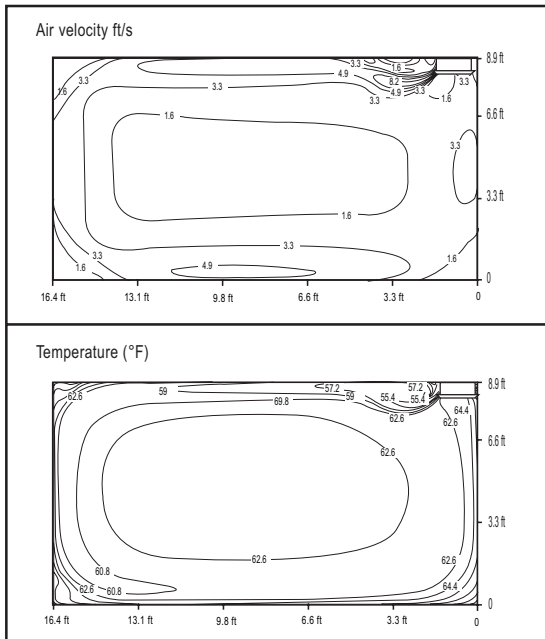 Air velocity ft/s
3.3
1.6
8.9 ft
3.3
4.9
8.2
3.3
1.6
3.3
4.9
3.3
1.6
3.3
6.6 ft
1.6
3.3
3.3 ft
1.6
3.3
1.6
4.9
1.6
3.3
0
16.4 ft
13.1 ft
9.8 ft
6.6 ft
3.3 ft
0
Temperature (°F)
8.9 ft
62.6
59
57.2
59
57.2
55.4
55.4
69.8
62.6
64.4
62.6
62.6
6.6 ft
3.3 ft
62.6
62.6
60.8
62.6
60.8
64.4
0
16.4 ft
13.1 ft
9.8 ft
6.6 ft
3.3 ft
0